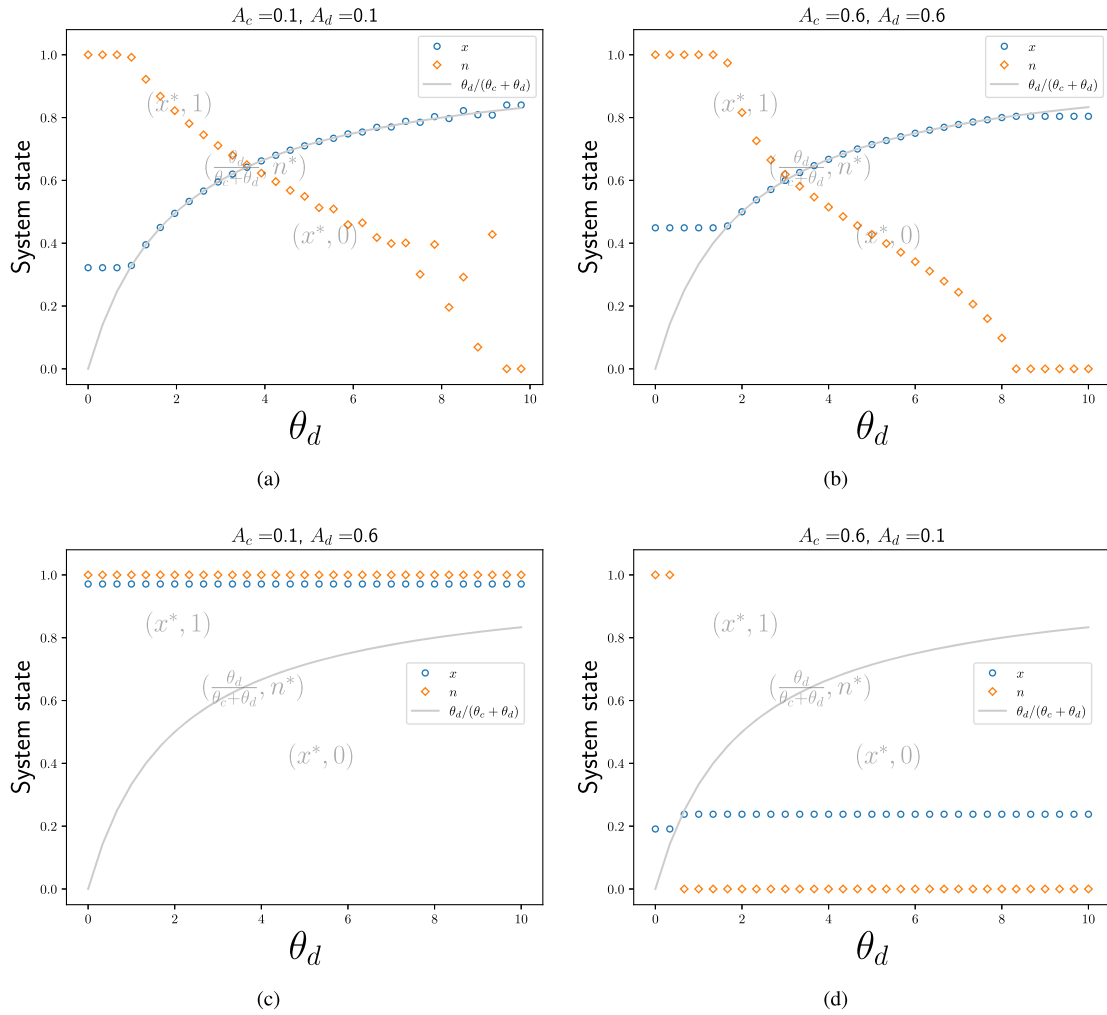 A_c =0.1, A_d =0.1
1.0
0.8
0.6
0.4
0.2
0.0
System state
x
n
θ_d/(θ_c + θ_d)
(x*, 1)
(θ_d/(θ_c+θ_d), n*)
(x*, 0)
0 2 4 6 8 10
θ_d
(a)
A_c =0.6, A_d =0.6
1.0
0.8
0.6
0.4
0.2
0.0
System state
x
n
θ_d/(θ_c + θ_d)
(x*, 1)
(θ_d/(θ_c+θ_d), n*)
(x*, 0)
0 2 4 6 8 10
θ_d
(b)
A_c =0.1, A_d =0.6
1.0
0.8
0.6
0.4
0.2
0.0
System state
(x*, 1)
x
n
θ_d/(θ_c + θ_d)
(θ_d/(θ_c+θ_d), n*)
(x*, 0)
0 2 4 6 8 10
θ_d
(c)
A_c =0.6, A_d =0.1
1.0
0.8
0.6
0.4
0.2
0.0
System state
(x*, 1)
x
n
θ_d/(θ_c + θ_d)
(θ_d/(θ_c+θ_d), n*)
(x*, 0)
0 2 4 6 8 10
θ_d
(d)